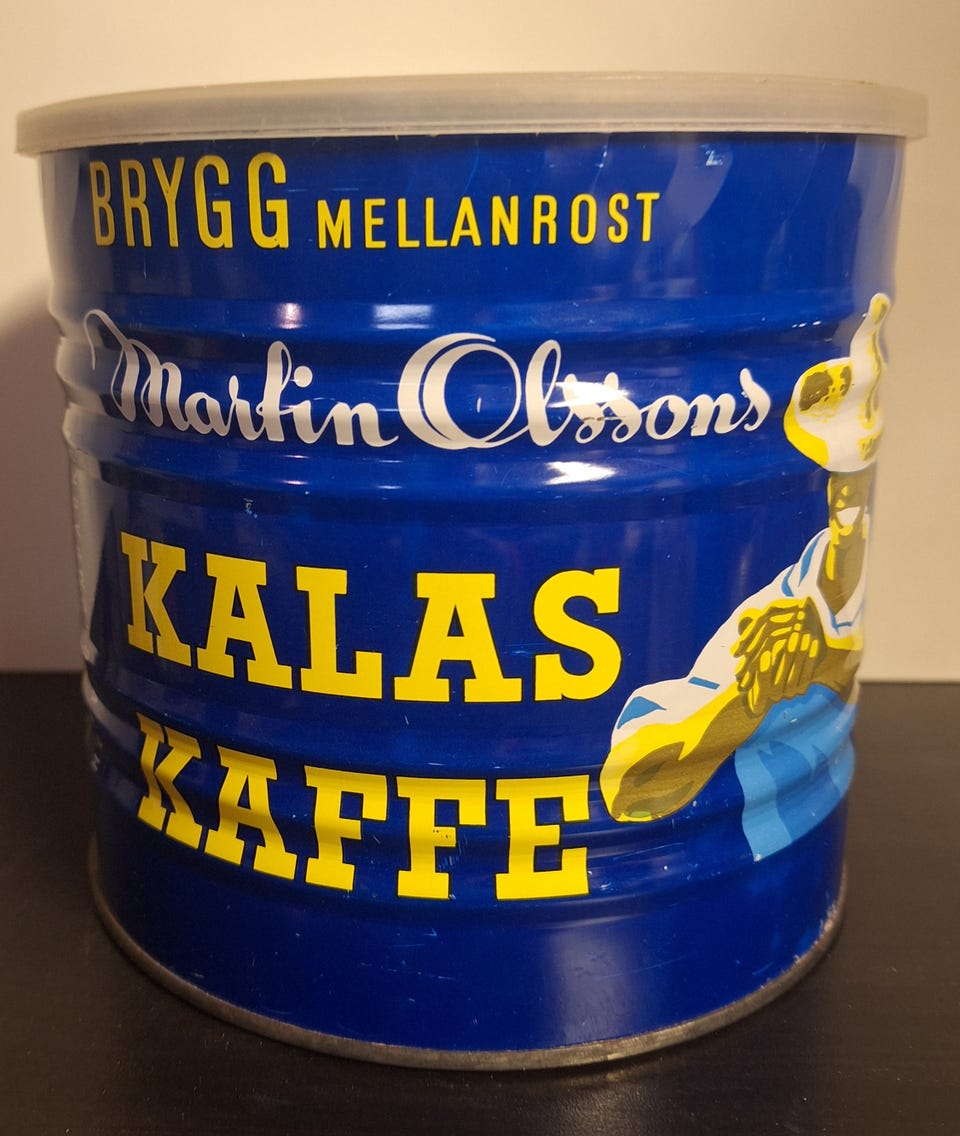 BRYGG MELLANROST
Martin Olssons
KALAS
KAFFE